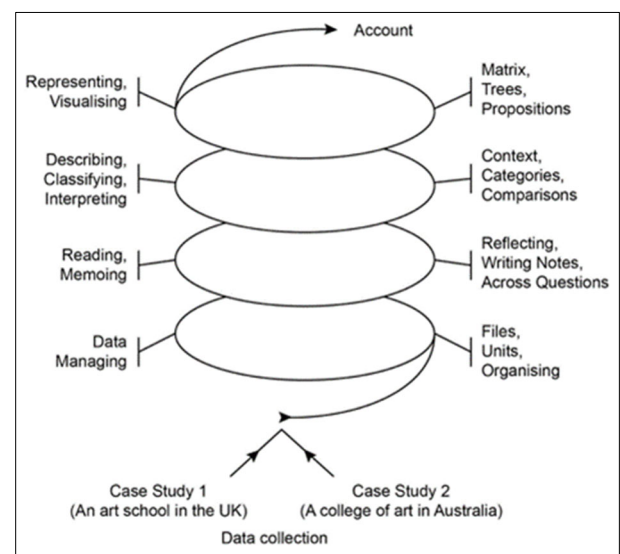 Account
Representing,
Visualising
Matrix,
Trees,
Propositions
Describing,
Classifying,
Interpreting
Context,
Categories,
Comparisons
Reading,
Memoing
Reflecting,
Writing Notes,
Across Questions
Data
Managing
Files,
Units,
Organising
Case Study 1
(An art school in the UK)
Case Study 2
(A college of art in Australia)
Data collection